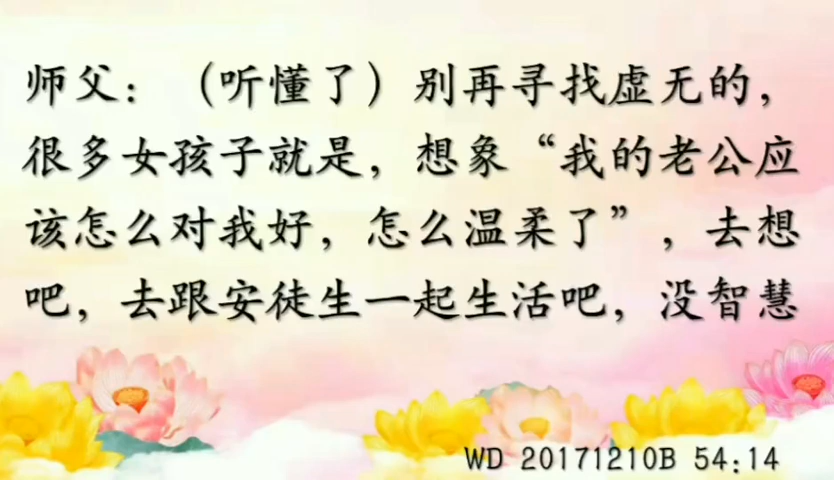 师父：（听懂了）别再寻找虚无的，
很多女孩子就是，想象“我的老公应
该怎么对我好，怎么温柔了”，去想
吧，去跟安徒生一起生活吧，没智慧
WD 20171210B 54:14